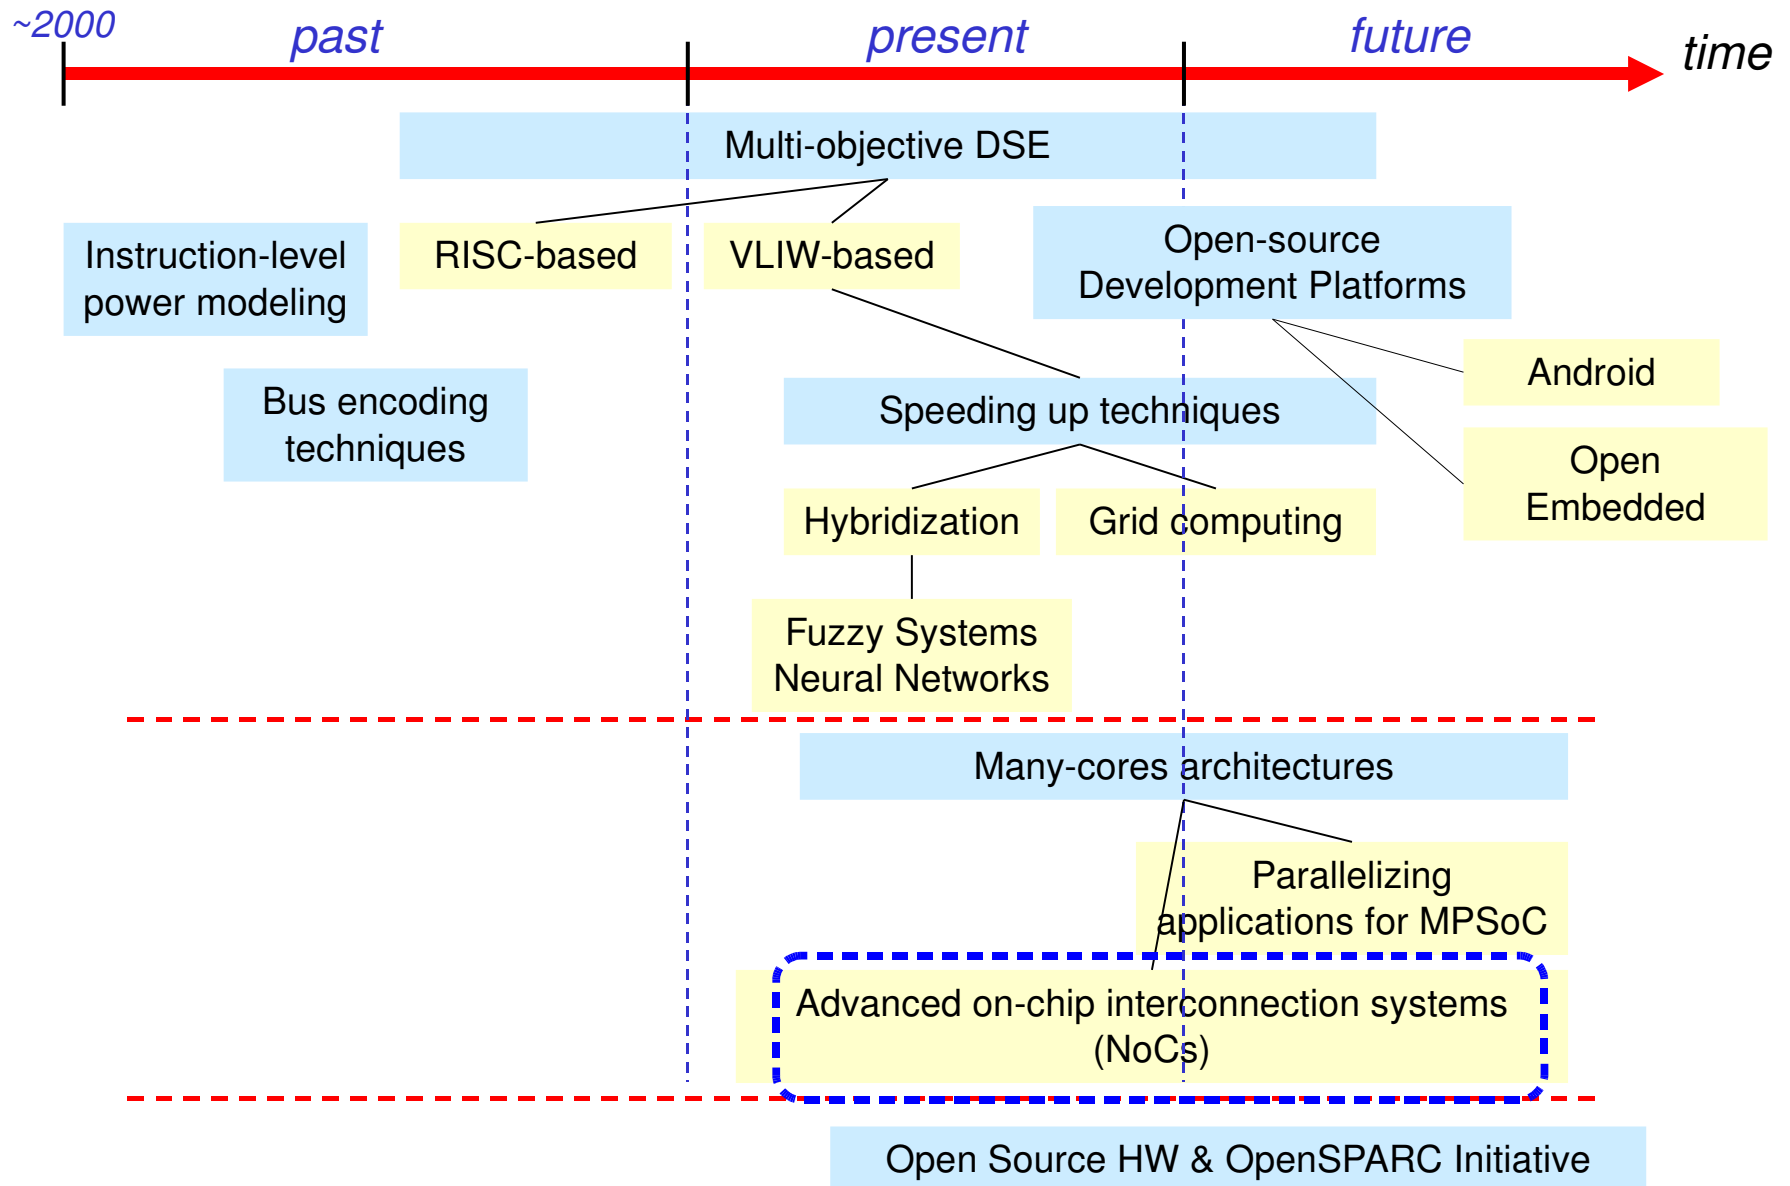 ~2000
past
present
future
time
Multi-objective DSE
Instruction-level
power modeling
RISC-based
VLIW-based
Open-source
Development Platforms
Android
Bus encoding
techniques
Speeding up techniques
Open
Embedded
Hybridization
Grid computing
Fuzzy Systems
Neural Networks
Many-cores architectures
Parallelizing
applications for MPSoC
Advanced on-chip interconnection systems
(NoCs)
Open Source HW & OpenSPARC Initiative